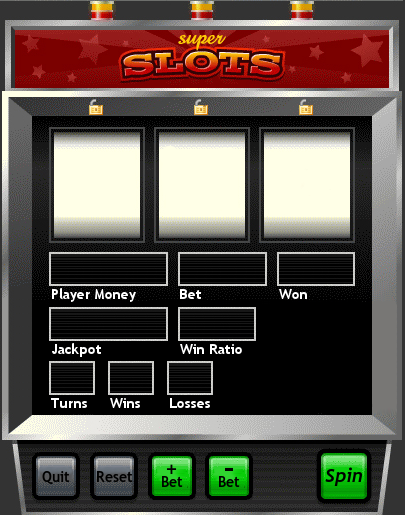 super
SLOTS
Player Money Bet Won
Jackpot Win Ratio
Turns Wins Losses
Quit Reset + Bet - Bet Spin